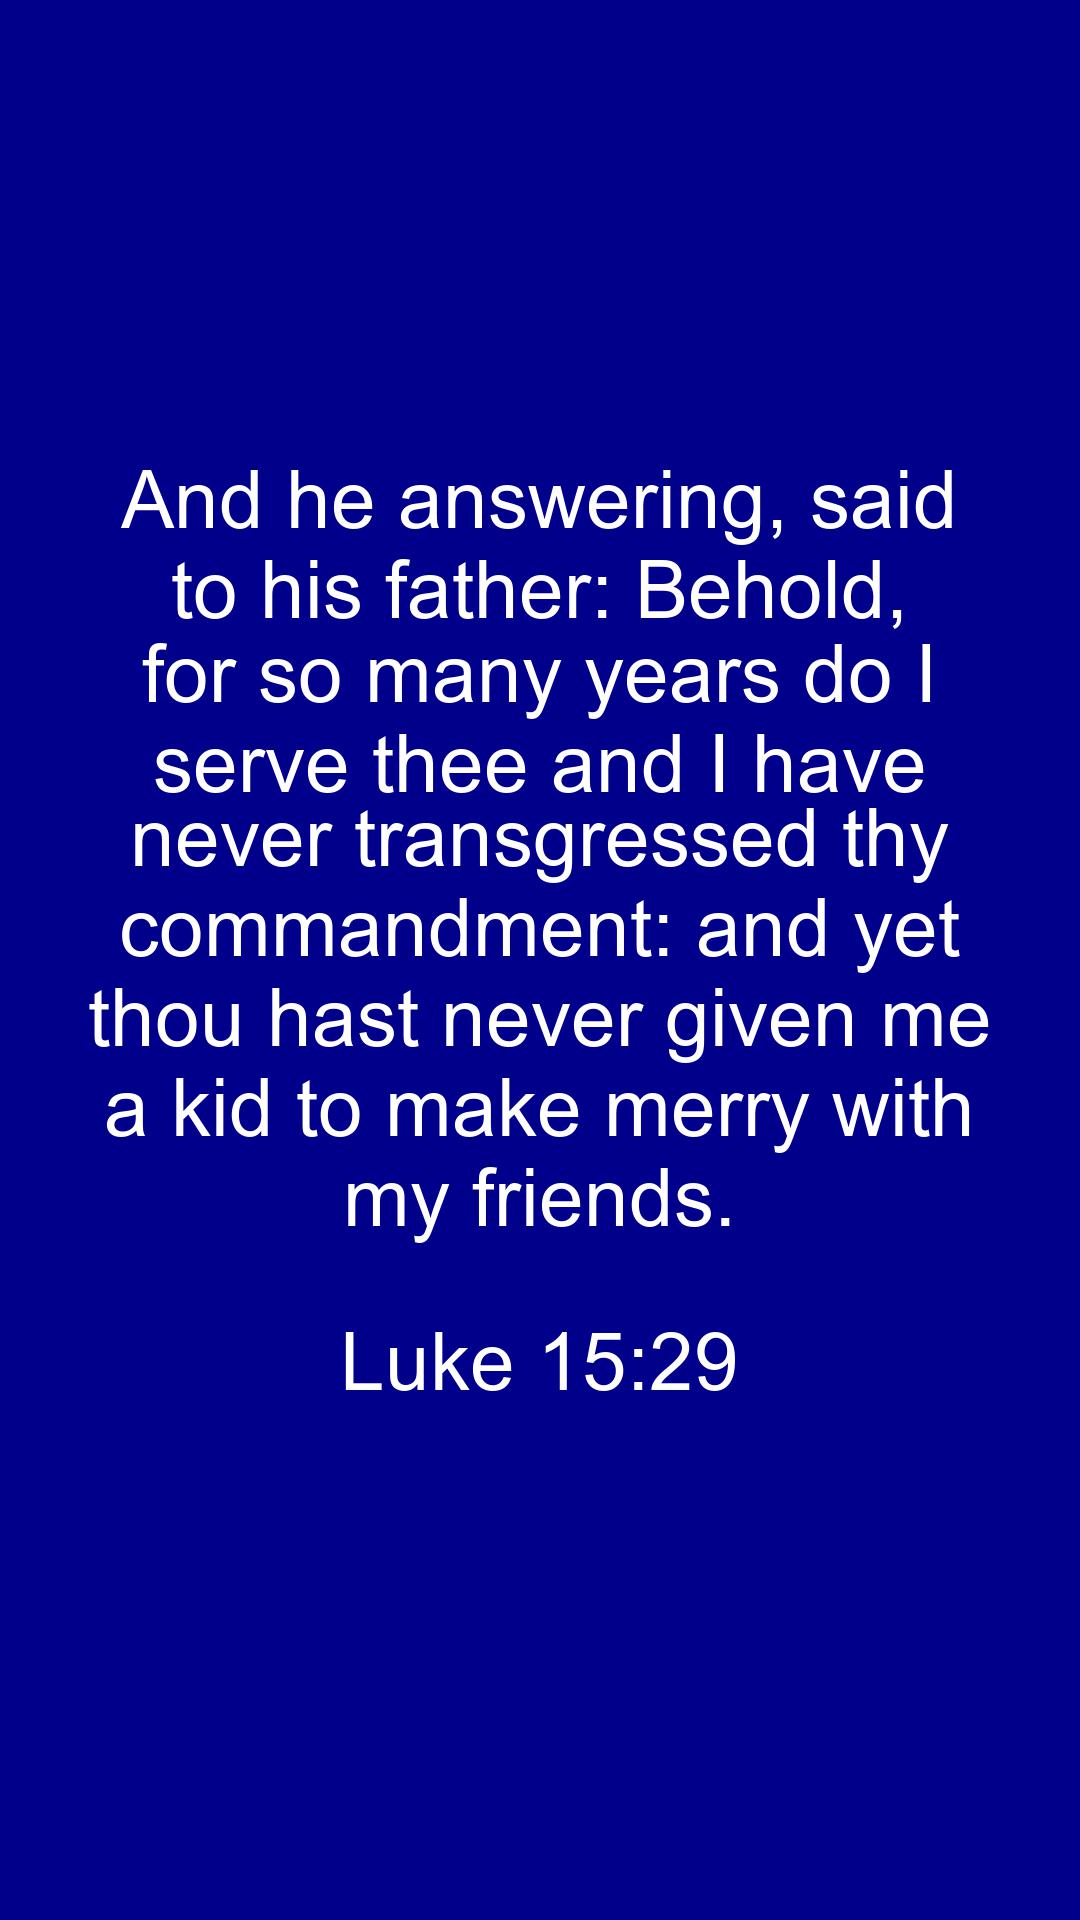 And he answering, said
to his father: Behold,
for so many years do I
serve thee and I have
never transgressed thy
commandment: and yet
thou hast never given me
a kid to make merry with
my friends.
Luke 15:29